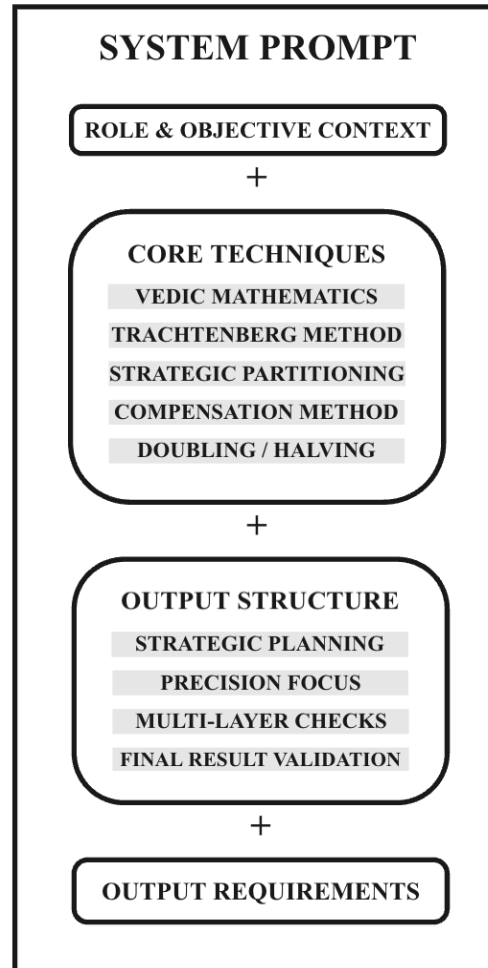 SYSTEM PROMPT
ROLE & OBJECTIVE CONTEXT
+
CORE TECHNIQUES
VEDIC MATHEMATICS
TRACHTENBERG METHOD
STRATEGIC PARTITIONING
COMPENSATION METHOD
DOUBLING / HALVING
+
OUTPUT STRUCTURE
STRATEGIC PLANNING
PRECISION FOCUS
MULTI-LAYER CHECKS
FINAL RESULT VALIDATION
+
OUTPUT REQUIREMENTS